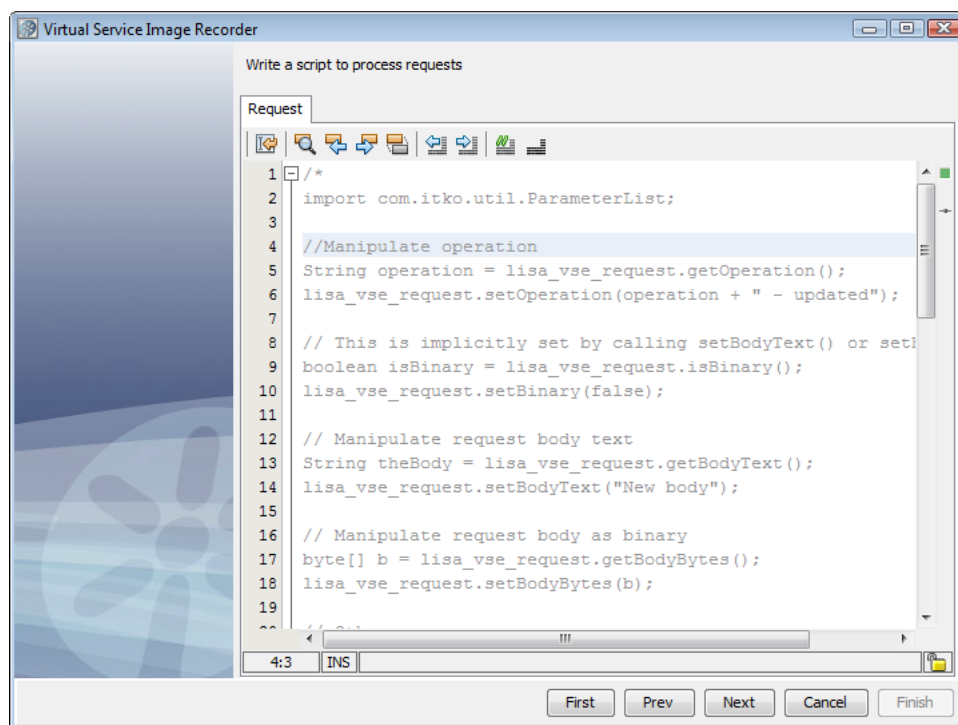 Virtual Service Image Recorder
Write a script to process requests
Request
1 /*
2 import com.itko.util.ParameterList;
3
4 //Manipulate operation
5 String operation = lisa_vse_request.getOperation();
6 lisa_vse_request.setOperation(operation + " - updated");
7
8 // This is implicitly set by calling setBodyText() or
9 boolean isBinary = lisa_vse_request.isBinary();
10 lisa_vse_request.setBinary(false);
11
12 // Manipulate request body text
13 String theBody = lisa_vse_request.getBodyText();
14 lisa_vse_request.setBodyText("New body");
15
16 // Manipulate request body as binary
17 byte[] b = lisa_vse_request.getBodyBytes();
18 lisa_vse_request.setBodyBytes(b);
19
4:3 INS
First Prev Next Cancel Finish